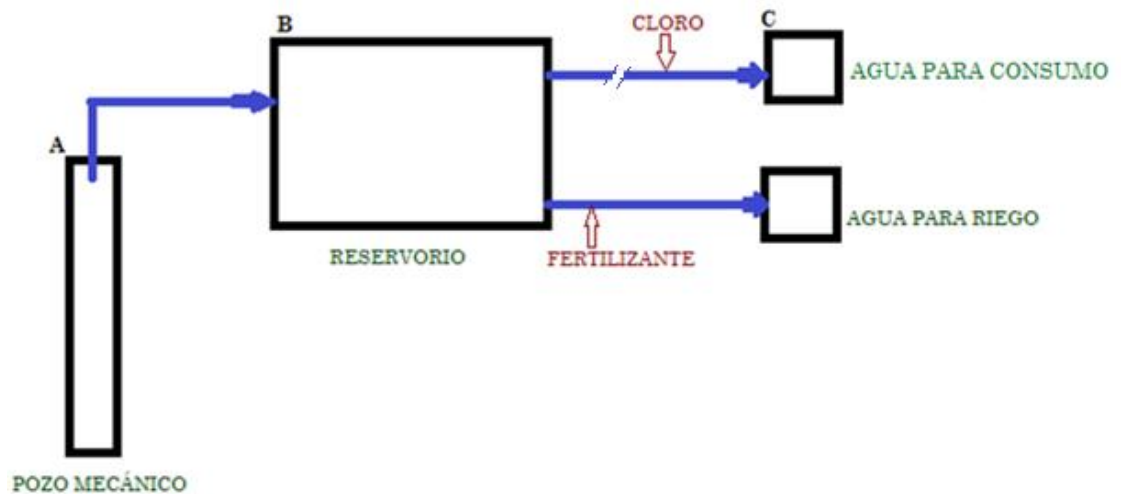 B
CLORO
C
AGUA PARA CONSUMO
A
AGUA PARA RIEGO
RESERVORIO
FERTILIZANTE
POZO MECÁNICO